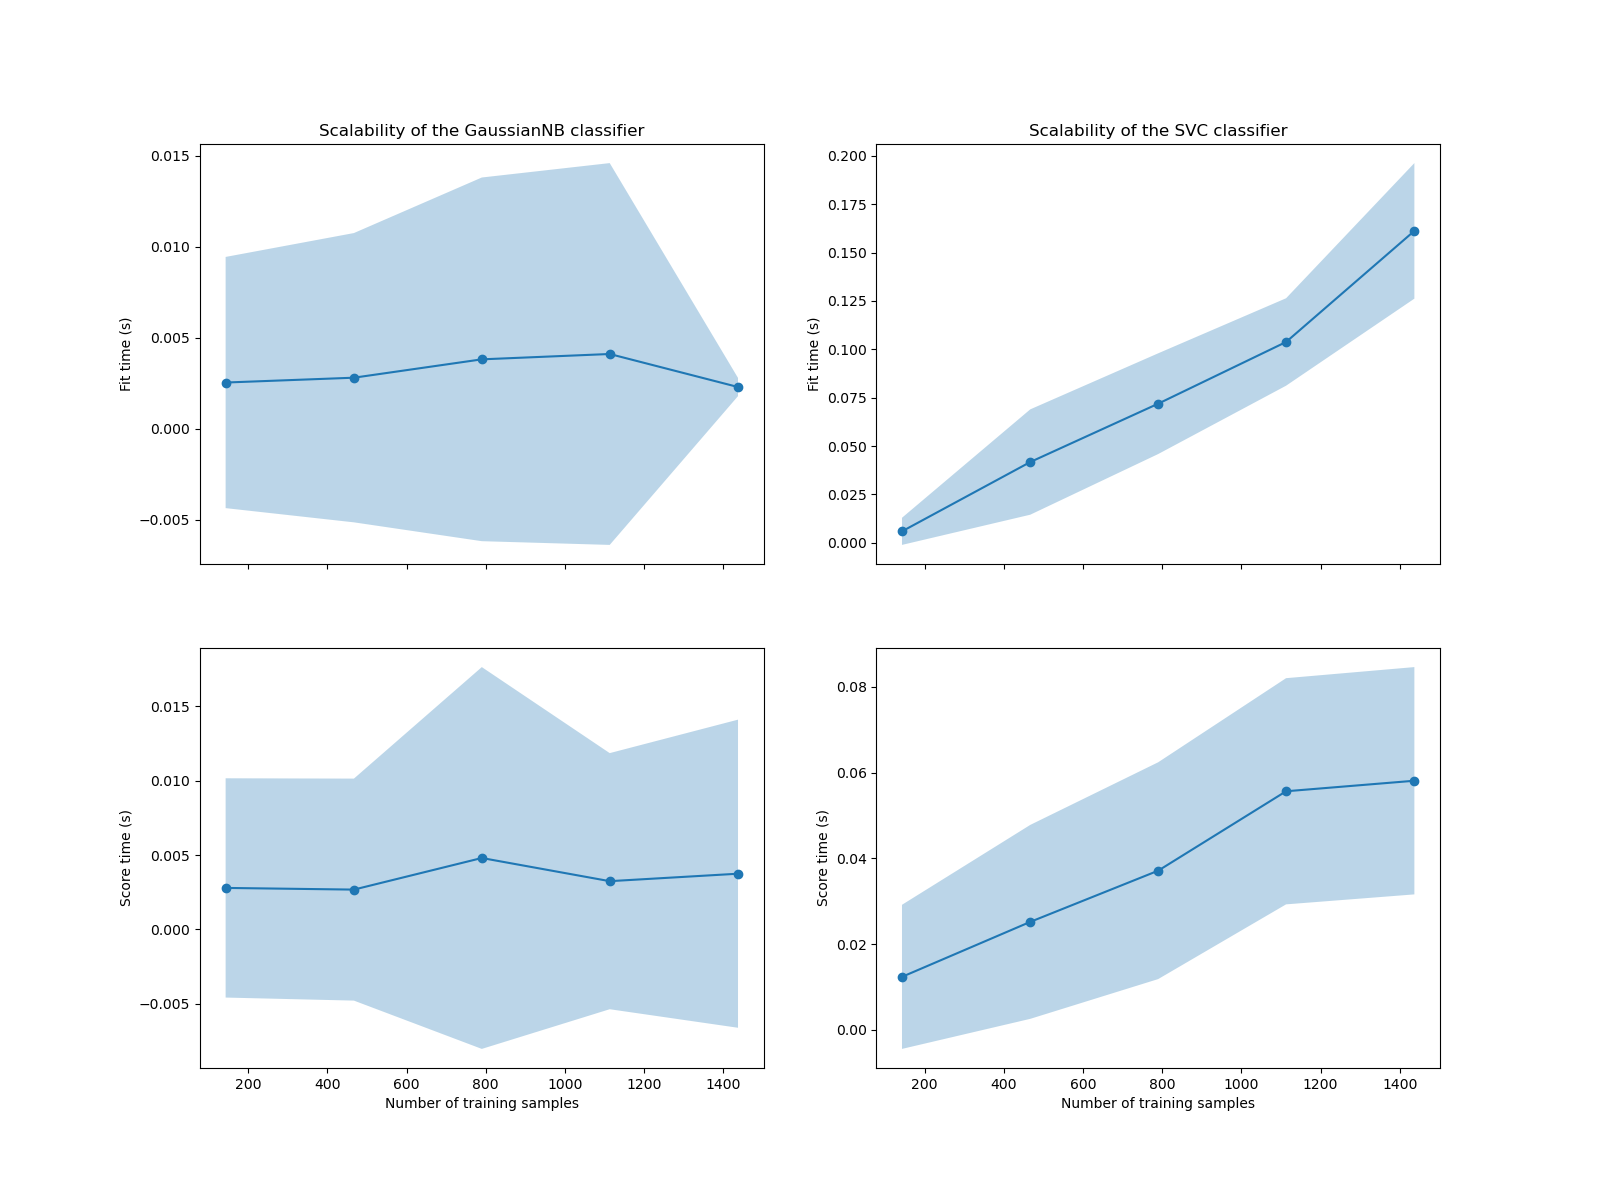 Scalability of the GaussianNB classifier
0.015
0.010
0.005
0.000
−0.005
Fit time (s)
Scalability of the SVC classifier
0.200
0.175
0.150
0.125
0.100
0.075
0.050
0.025
0.000
Fit time (s)
0.015
0.010
0.005
0.000
−0.005
Score time (s)
200 400 600 800 1000 1200 1400
Number of training samples
0.08
0.06
0.04
0.02
0.00
Score time (s)
200 400 600 800 1000 1200 1400
Number of training samples